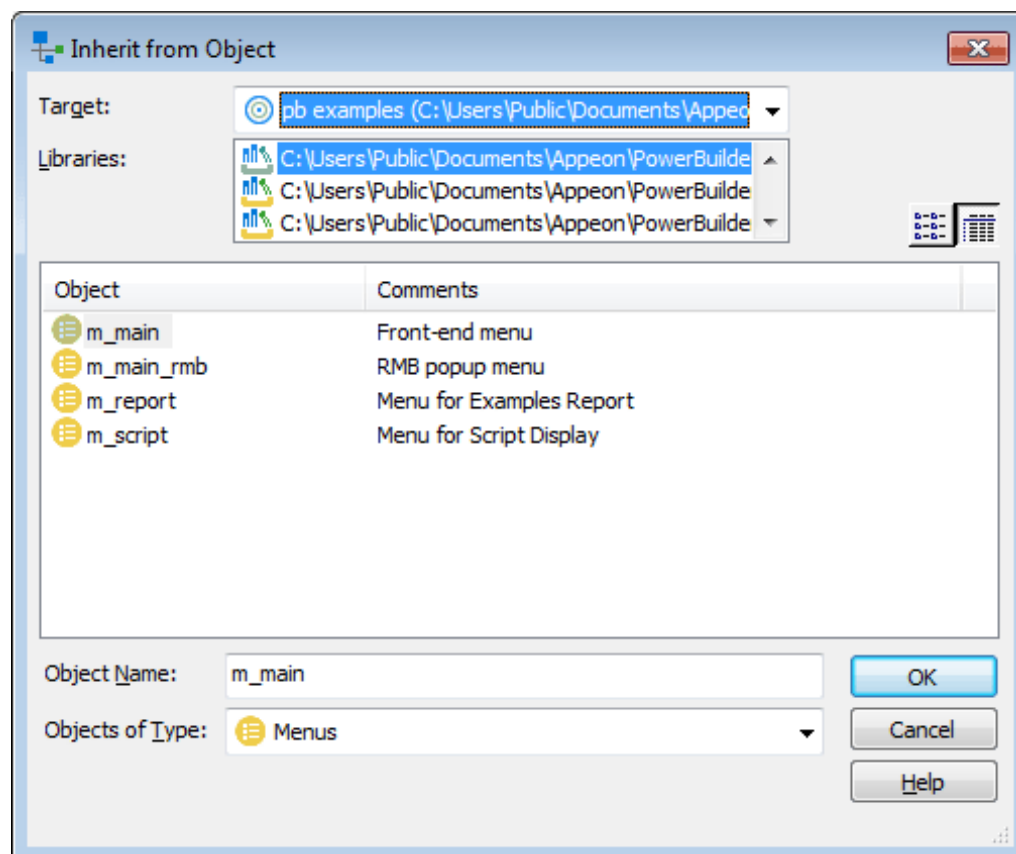 Inherit from Object
Target:
pb examples (C:\Users\Public\Documents\Appeo
Libraries:
C:\Users\Public\Documents\Appeon\PowerBuilde
C:\Users\Public\Documents\Appeon\PowerBuilde
C:\Users\Public\Documents\Appeon\PowerBuilde
Object Comments
m_main Front-end menu
m_main_rmb RMB popup menu
m_report Menu for Examples Report
m_script Menu for Script Display
Object Name: m_main
OK
Objects of Type: Menus
Cancel
Help